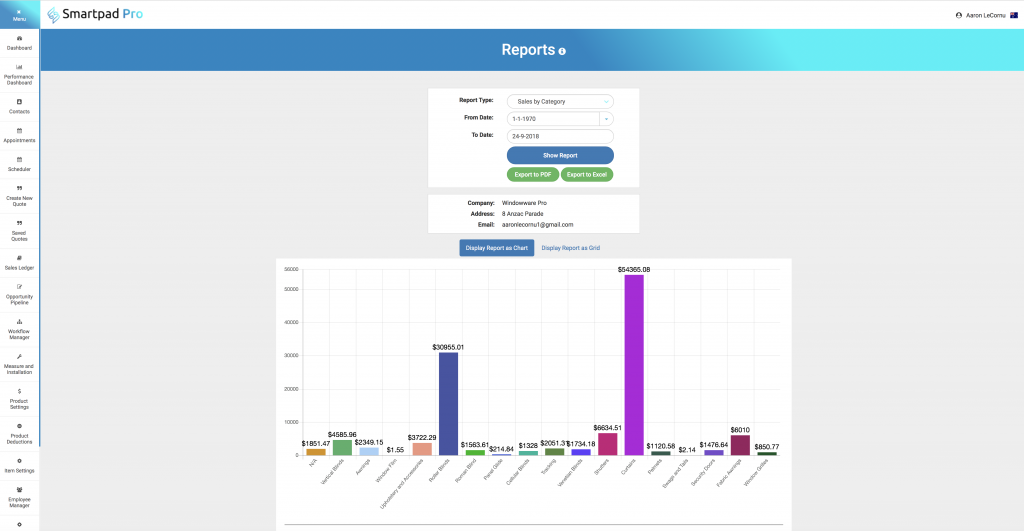 Menu
Smartpad Pro
Aaron LeCornu
Reports
Dashboard
Performance
Dashboard
Contacts
Appointments
Scheduler
Create New
Quote
Saved
Quotes
Sales Ledger
Opportunity
Pipeline
Workflow
Manager
Measure and
Installation
Product
Settings
Product
Deductions
Item Settings
Employee
Manager
Report Type:
Sales by Category
From Date:
1-1-1970
To Date:
24-9-2018
Show Report
Export to PDF
Export to Excel
Company: Windowware Pro
Address: 8 Anzac Parade
Email: aaronlecornu1@gmail.com
Display Report as Chart
Display Report as Grid
50000
40000
30000
20000
10000
0
$1851.47
$4585.96
$2349.15
$1.55
$3722.29
$30955.01
$1563.61
$214.84
$1328
$2051.31
$1734.18
$6634.51
$54365.08
$1120.58
$2.14
$1476.64
$6010
$850.77
N/A
Vertical Blinds
Awnings
Window Film
Upholstery and Accessories
Roller Blinds
Roman Blind
Panel Glide
Cellular Blinds
Tracking
Venetian Blinds
Shutters
Curtains
Pelmets
Swags and Tails
Security Doors
Fabric Awnings
Window Grilles